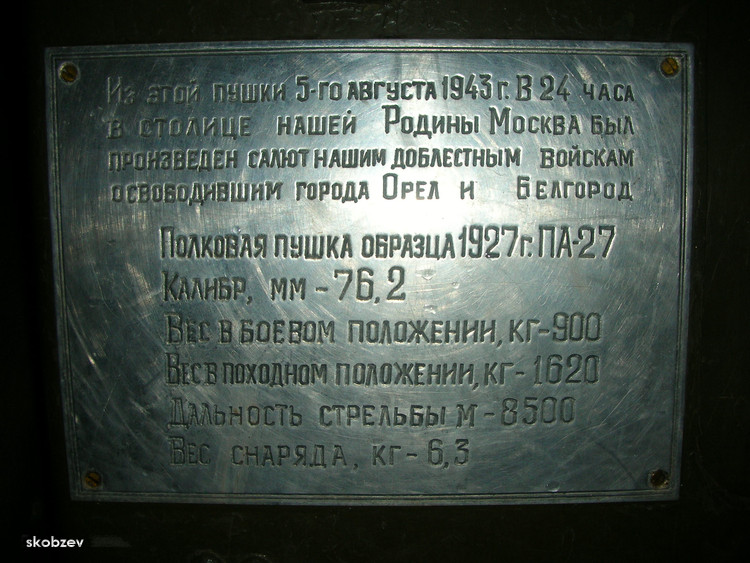 Из этой пушки 5-го августа 1943г. В 24 часа
в столице нашей Родины Москва был
произведен салют нашим доблестным войскам
освободившим города Орел и Белгород
Полковая пушка образца 1927г. ПА-27
Калибр, мм - 76,2
Вес в боевом положении, кг-900
Вес в походном положении, кг-1620
Дальность стрельбы м - 8500
Вес снаряда, кг- 6,3
skobzev